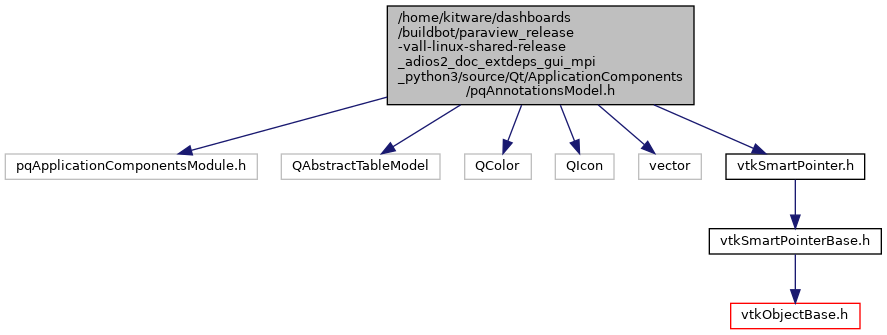 /home/kitware/dashboards
/buildbot/paraview_release
-vall-linux-shared-release
_adios2_doc_extdeps_gui_mpi
_python3/source/Qt/ApplicationComponents
/pqAnnotationsModel.h
pqApplicationComponentsModule.h
QAbstractTableModel
QColor
QIcon
vector
vtkSmartPointer.h
vtkSmartPointerBase.h
vtkObjectBase.h